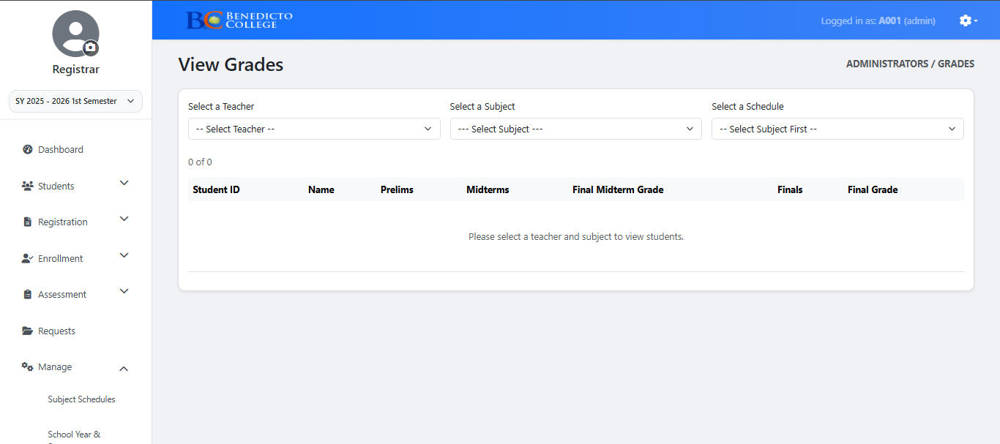 BC BENEDICTO COLLEGE
Logged in as: A001 (admin)
Registrar
SY 2025 - 2026 1st Semester
Dashboard
Students
Registration
Enrollment
Assessment
Requests
Manage
Subject Schedules
School Year &
View Grades
ADMINISTRATORS / GRADES
Select a Teacher
Select a Subject
Select a Schedule
-- Select Teacher --
--- Select Subject ---
-- Select Subject First --
0 of 0
Student ID Name Prelims Midterms Final Midterm Grade Finals Final Grade
Please select a teacher and subject to view students.